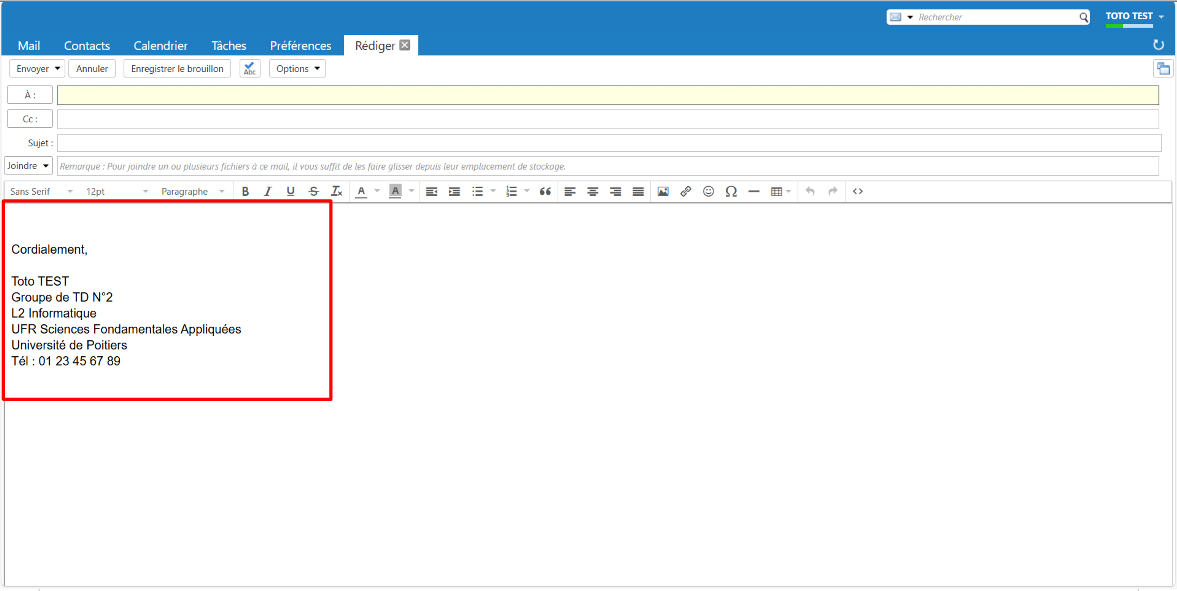 Rechercher
TOTO TEST
Mail Contacts Calendrier Tâches Préférences Rédiger
Envoyer Annuler Enregistrer le brouillon Abc Options
À :
Cc :
Sujet :
Joindre Remarque : Pour joindre un ou plusieurs fichiers à ce mail, il vous suffit de les faire glisser depuis leur emplacement de stockage.
Sans Serif 12pt Paragraphe B I U S Tx A A
Cordialement,
Toto TEST
Groupe de TD N°2
L2 Informatique
UFR Sciences Fondamentales Appliquées
Université de Poitiers
Tél : 01 23 45 67 89